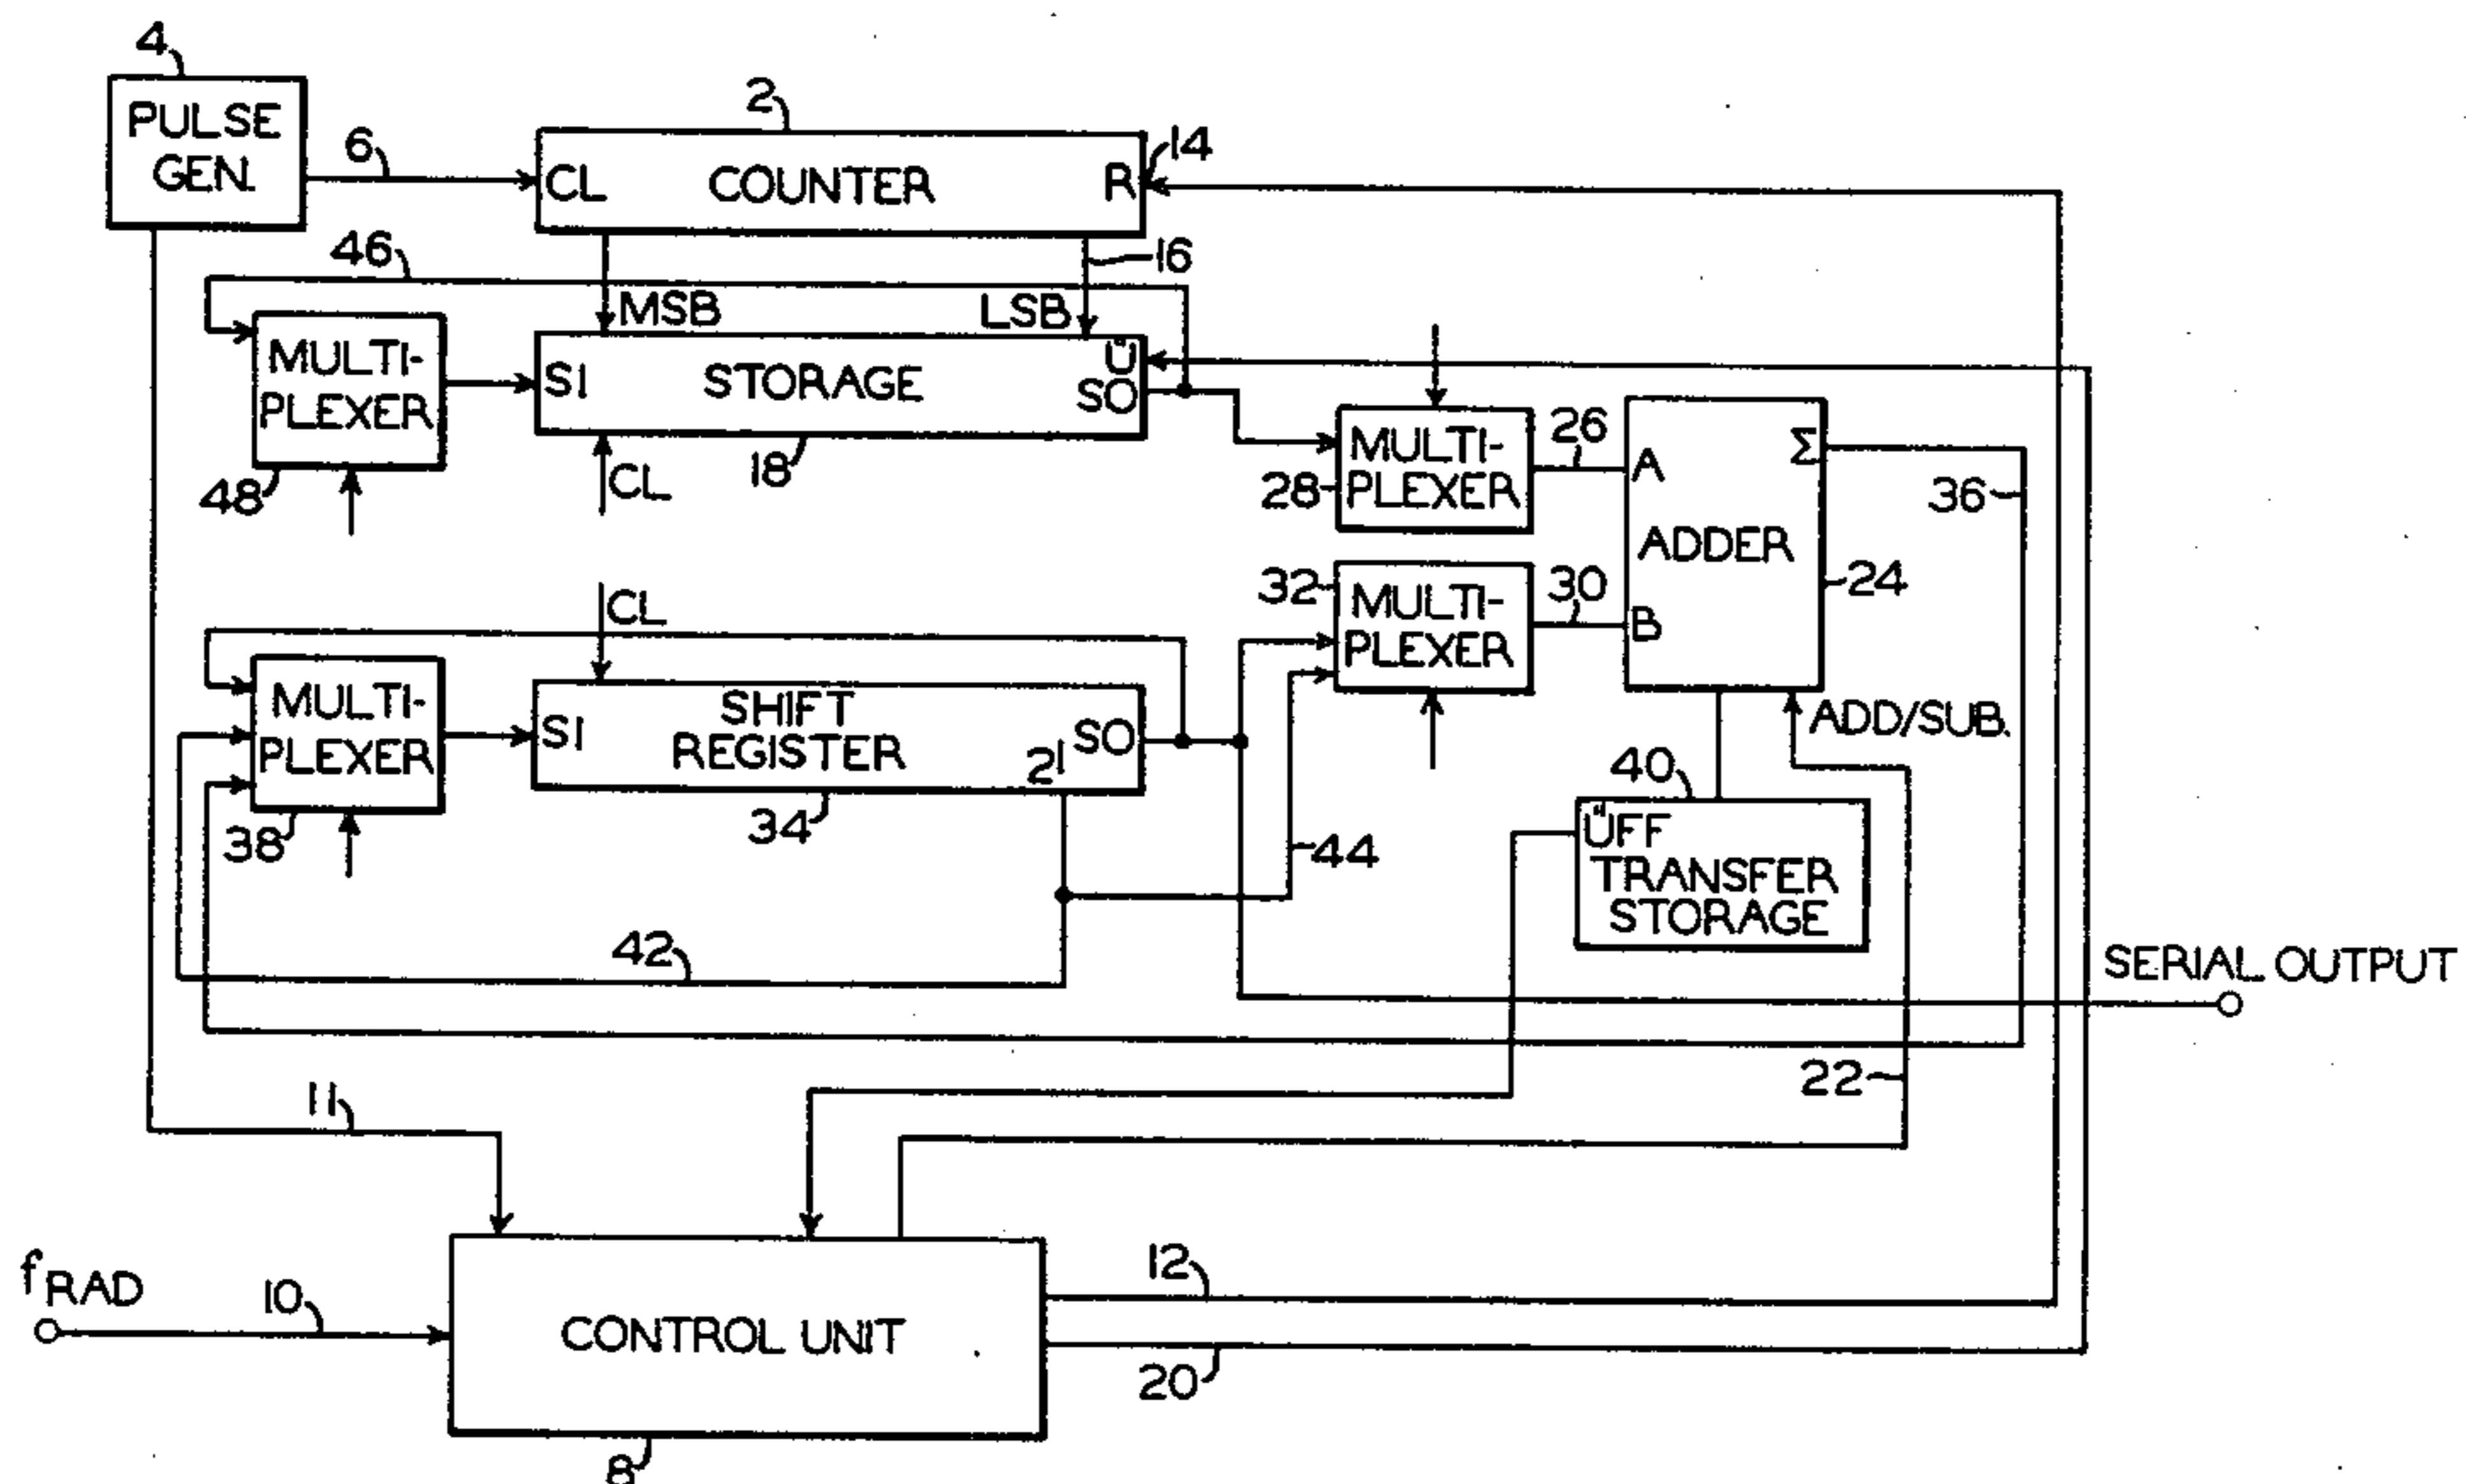 4
PULSE
GEN.
6
2
CL COUNTER R
14
46
16
MSB LSB
MULTI-
PLEXER
48
SI STORAGE Ü
SO
18
CL
MULTI-
PLEXER
28
26
A Σ
ADDER
B
36
24
32
MULTI-
PLEXER
30
CL
MULTI-
PLEXER
38
SI SHIFT
REGISTER
2¹ SO
34
ADD/SUB.
40
ÜFF
TRANSFER
STORAGE
44
42
SERIAL OUTPUT
22
11
fRAD
10
CONTROL UNIT
12
20
8